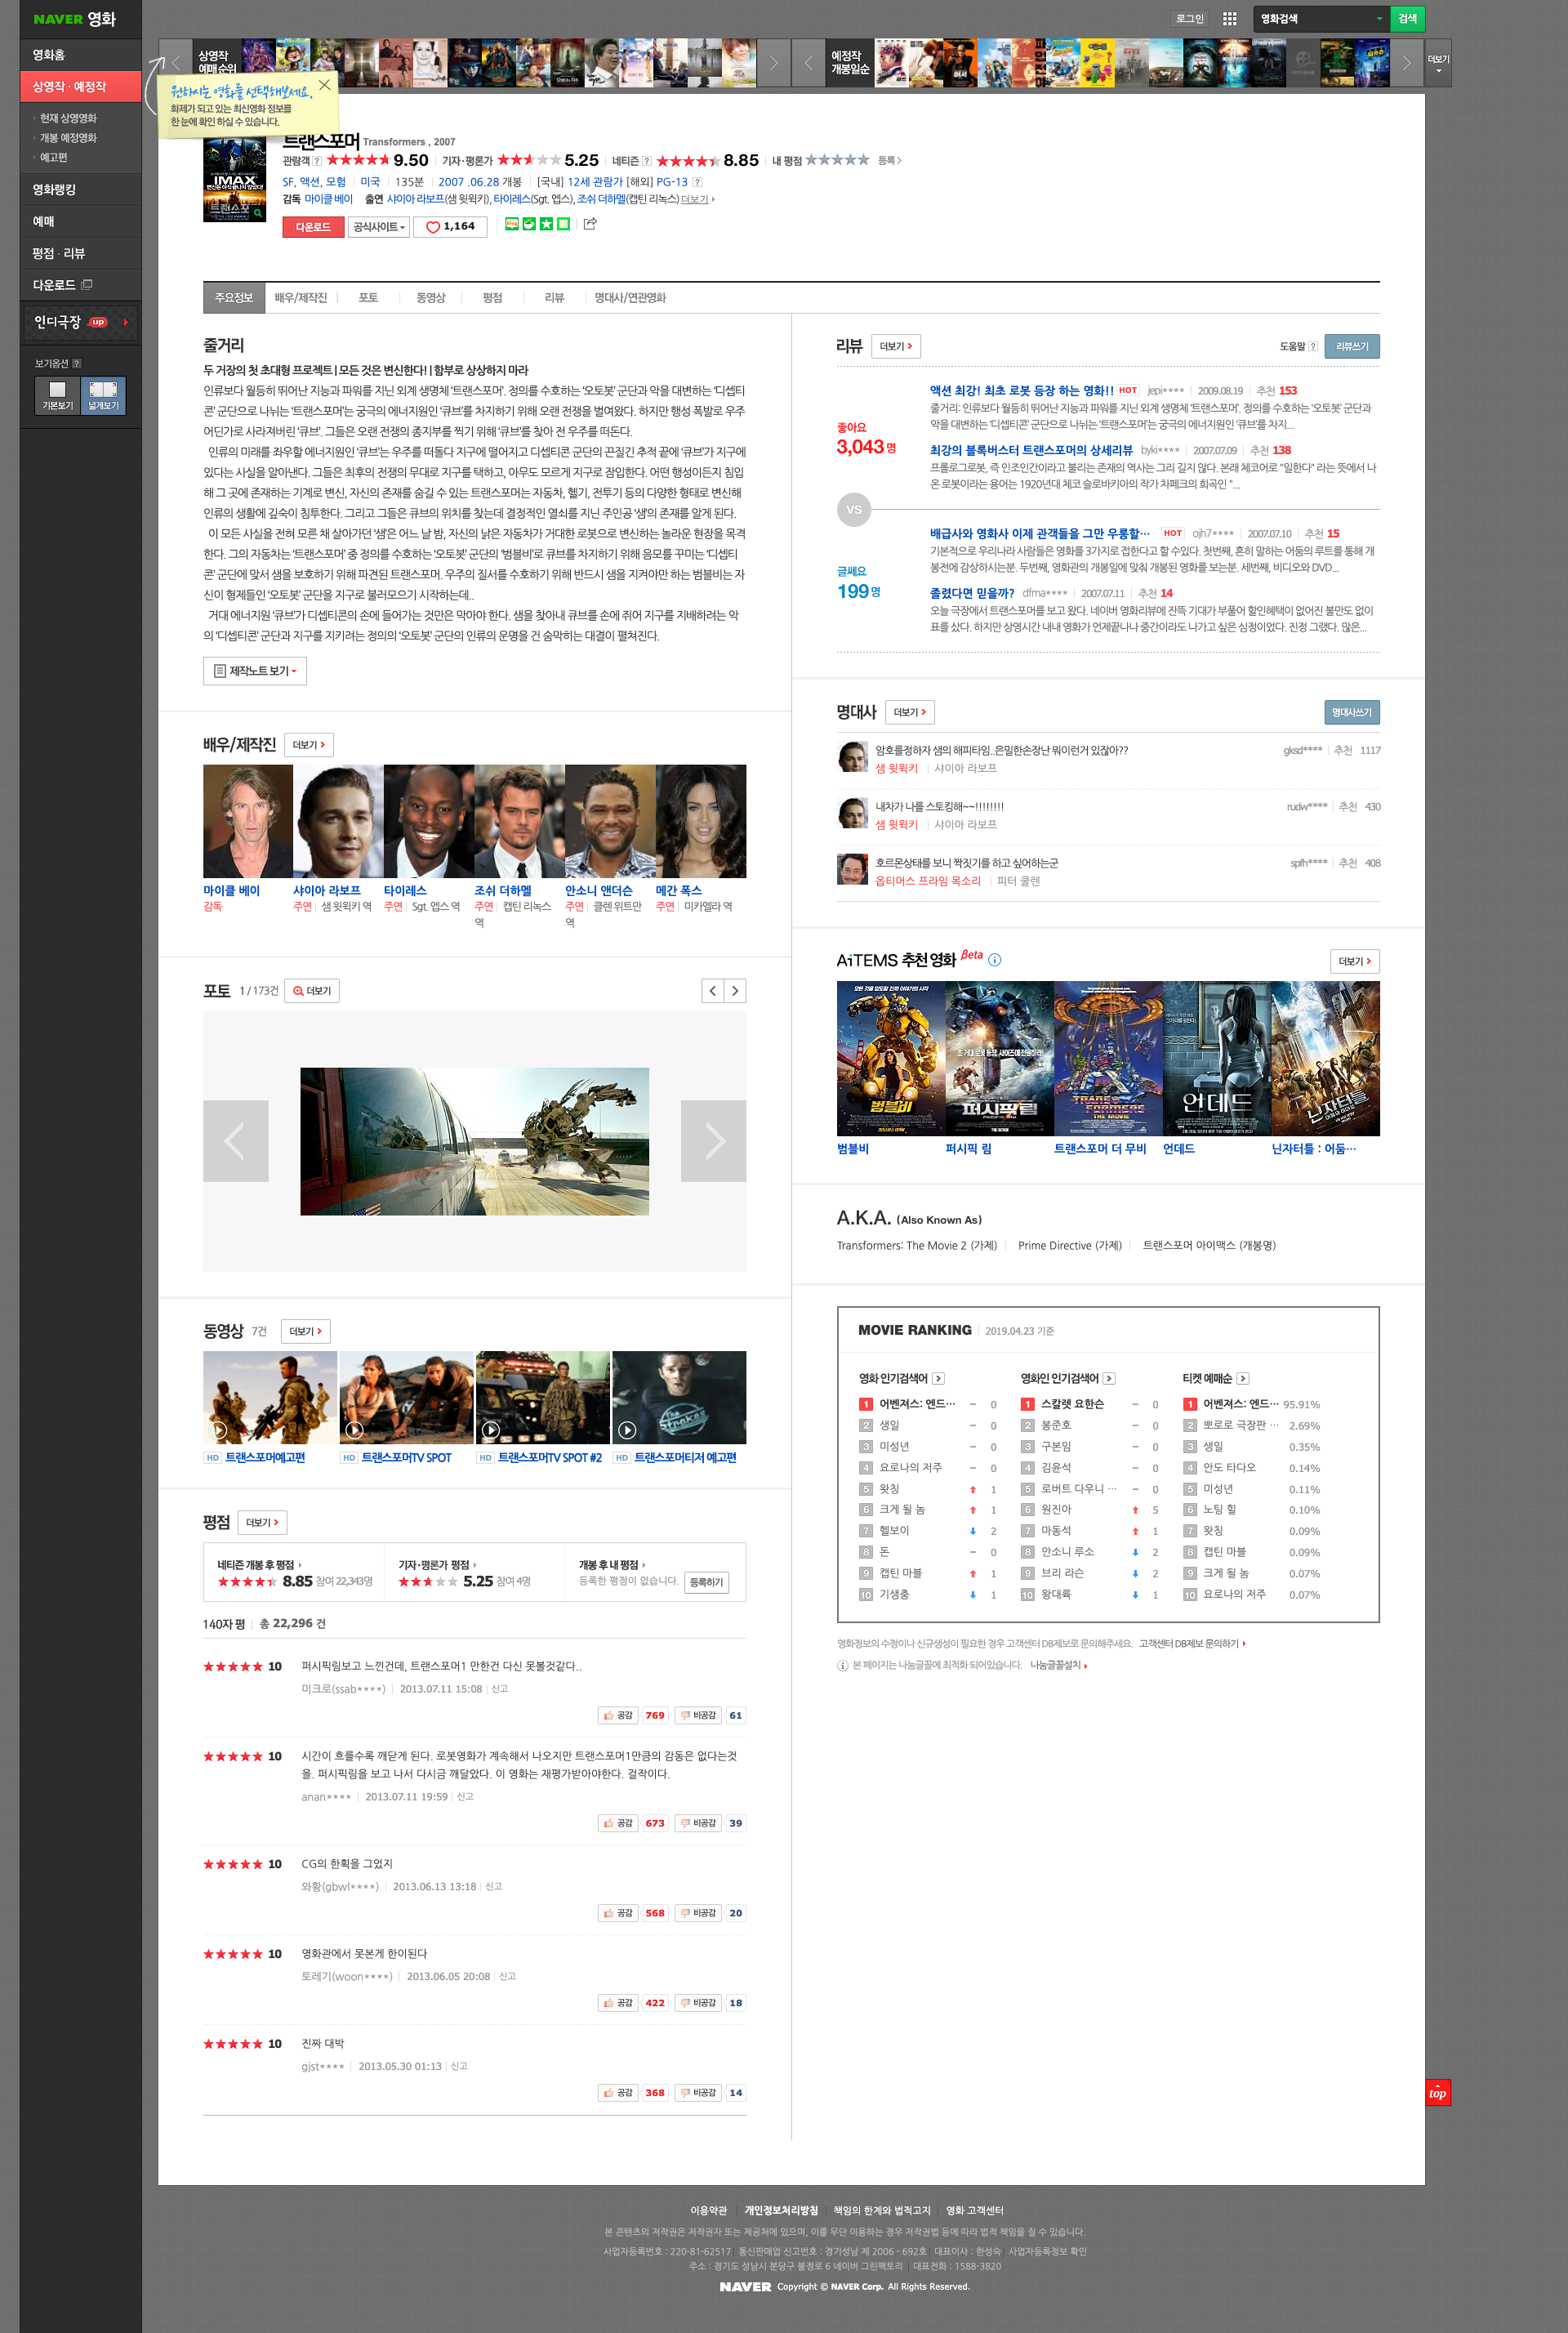 NAVER 영화
로그인
영화검색
검색
영화홈
상영작 · 예정작
현재 상영영화
개봉 예정영화
예고편
영화랭킹
예매
평점 · 리뷰
다운로드
인디극장 up
보기옵션 ?
기본보기 넓게보기
상영작
예매순위
예정작
개봉일순
더보기
원하시는 영화를 선택해보세요.
화제가 되고 있는 최신영화 정보를
한 눈에 확인 하실 수 있습니다.
IMAX
트랜스포머 Transformers , 2007
관람객 ? 9.50 기자·평론가 5.25 네티즌 ? 8.85 내 평점 등록
SF, 액션, 모험 미국 135분 2007 .06.28 개봉 [국내] 12세 관람가 [해외] PG-13 ?
감독 마이클 베이 출연 샤이아 라보프(샘 윗윅키), 타이레스(Sgt. 엡스), 조쉬 더하멜(캡틴 리녹스) 더보기
다운로드 공식사이트 1,164
주요정보 배우/제작진 포토 동영상 평점 리뷰 명대사/연관영화
줄거리
두 거장의 첫 초대형 프로젝트 | 모든 것은 변신한다! | 함부로 상상하지 마라
인류보다 월등히 뛰어난 지능과 파워를 지닌 외계 생명체 ‘트랜스포머’. 정의를 수호하는 ‘오토봇’ 군단과 악을 대변하는 ‘디셉티
콘’ 군단으로 나뉘는 ‘트랜스포머’는 궁극의 에너지원인 ‘큐브’를 차지하기 위해 오랜 전쟁을 벌여왔다. 하지만 행성 폭발로 우주
어딘가로 사라져버린 ‘큐브’. 그들은 오랜 전쟁의 종지부를 찍기 위해 ‘큐브’를 찾아 전 우주를 떠돈다.
인류의 미래를 좌우할 에너지원인 ‘큐브’는 우주를 떠돌다 지구에 떨어지고 디셉티콘 군단의 끈질긴 추적 끝에 ‘큐브’가 지구에
있다는 사실을 알아낸다. 그들은 최후의 전쟁의 무대로 지구를 택하고, 아무도 모르게 지구로 잠입한다. 어떤 행성이든지 침입
해 그 곳에 존재하는 기계로 변신, 자신의 존재를 숨길 수 있는 트랜스포머는 자동차, 헬기, 전투기 등의 다양한 형태로 변신해
인류의 생활에 깊숙이 침투한다. 그리고 그들은 큐브의 위치를 찾는데 결정적인 열쇠를 지닌 주인공 ‘샘’의 존재를 알게 된다.
이 모든 사실을 전혀 모른 채 살아가던 ‘샘’은 어느 날 밤, 자신의 낡은 자동차가 거대한 로봇으로 변신하는 놀라운 현장을 목격
한다. 그의 자동차는 ‘트랜스포머’ 중 정의를 수호하는 ‘오토봇’ 군단의 ‘범블비’로 큐브를 차지하기 위해 음모를 꾸미는 ‘디셉티
콘’ 군단에 맞서 샘을 보호하기 위해 파견된 트랜스포머. 우주의 질서를 수호하기 위해 반드시 샘을 지켜야만 하는 범블비는 자
신이 형제들인 ‘오토봇’ 군단을 지구로 불러모으기 시작하는데..
거대 에너지원 ‘큐브’가 디셉티콘의 손에 들어가는 것만은 막아야 한다. 샘을 찾아내 큐브를 손에 쥐어 지구를 지배하려는 악
의 ‘디셉티콘’ 군단과 지구를 지키려는 정의의 ‘오토봇’ 군단의 인류의 운명을 건 숨막히는 대결이 펼쳐진다.
제작노트 보기
배우/제작진 더보기
마이클 베이 샤이아 라보프 타이레스 조쉬 더하멜 안소니 앤더슨 메간 폭스
감독 주연 샘 윗윅키 역 주연 Sgt. 엡스 역 주연 캡틴 리녹스 역 주연 글렌 위트만 역 주연 미카엘라 역
포토 1 / 173건 더보기
동영상 7건 더보기
HD 트랜스포머예고편 HD 트랜스포머TV SPOT HD 트랜스포머TV SPOT #2 HD 트랜스포머티저 예고편
평점 더보기
네티즌 개봉 후 평점 기자·평론가 평점 개봉 후 내 평점
8.85 참여 22,343명 5.25 참여 4명 등록한 평점이 없습니다. 등록하기
140자 평 총 22,296 건
10 퍼시픽림보고 느낀건데, 트랜스포머1 만한건 다신 못볼것같다..
미크로(ssab****) 2013.07.11 15:08 신고
공감 769 비공감 61
10 시간이 흐를수록 깨닫게 된다. 로봇영화가 계속해서 나오지만 트랜스포머1만큼의 감동은 없다는것
을. 퍼시픽림을 보고 나서 다시금 깨달았다. 이 영화는 재평가받아야한다. 걸작이다.
anan**** 2013.07.11 19:59 신고
공감 673 비공감 39
10 CG의 한획을 그었지
와황(gbwl****) 2013.06.13 13:18 신고
공감 568 비공감 20
10 영화관에서 못본게 한이된다
토레기(woon****) 2013.06.05 20:08 신고
공감 422 비공감 18
10 진짜 대박
gjst**** 2013.05.30 01:13 신고
공감 368 비공감 14
리뷰 더보기 도움말 ? 리뷰쓰기
좋아요
3,043 명
액션 최강! 최초 로봇 등장 하는 영화!! HOT jepi**** 2009.08.19 추천 153
줄거리: 인류보다 월등히 뛰어난 지능과 파워를 지닌 외계 생명체 ‘트랜스포머’. 정의를 수호하는 ‘오토봇’ 군단과
악을 대변하는 ‘디셉티콘’ 군단으로 나뉘는 ‘트랜스포머’는 궁극의 에너지원인 ‘큐브’를 차지...
최강의 블록버스터 트랜스포머의 상세리뷰 byki**** 2007.07.09 추천 138
프롤로그로봇, 즉 인조인간이라고 불리는 존재의 역사는 그리 길지 않다. 본래 체코어로 "일한다" 라는 뜻에서 나
온 로봇이라는 용어는 1920년대 체코 슬로바키아의 작가 차페크의 희곡인 "...
VS
글쎄요
199 명
배급사와 영화사 이제 관객들을 그만 우롱할… HOT ojh7**** 2007.07.10 추천 15
기본적으로 우리나라 사람들은 영화를 3가지로 접한다고 할 수있다. 첫번째, 흔히 말하는 어둠의 루트를 통해 개
봉전에 감상하시는분. 두번째, 영화관의 개봉일에 맞춰 개봉된 영화를 보는분. 세번째, 비디오와 DVD...
졸렸다면 믿을까? dfma**** 2007.07.11 추천 14
오늘 극장에서 트랜스포머를 보고 왔다. 네이버 영화리뷰에 잔뜩 기대가 부풀어 할인혜택이 없어진 불만도 없이
표를 샀다. 하지만 상영시간 내내 영화가 언제끝나나 중간이라도 나가고 싶은 심정이었다. 진정 그랬다. 많은...
명대사 더보기 명대사쓰기
암호를정하자 샘의 해피타임..은밀한손장난 뭐이런거 있잖아?? gksd**** 추천 1117
샘 윗윅키 샤이아 라보프
내차가 나를 스토킹해~~!!!!!!!! rudw**** 추천 430
샘 윗윅키 샤이아 라보프
호르몬상태를 보니 짝짓기를 하고 싶어하는군 spfh**** 추천 408
옵티머스 프라임 목소리 피터 쿨렌
AiTEMS 추천 영화 Beta 더보기
범블비 퍼시픽 림 TRANSFORMERS THE MOVIE 언데드 닌자터틀
범블비 퍼시픽 림 트랜스포머 더 무비 언데드 닌자터틀 : 어둠…
A.K.A. (Also Known As)
Transformers: The Movie 2 (가제) Prime Directive (가제) 트랜스포머 아이맥스 (개봉명)
MOVIE RANKING 2019.04.23 기준
영화 인기검색어 영화인 인기검색어 티켓 예매순
1 어벤져스: 엔드… 0 1 스칼렛 요한슨 0 1 어벤져스: 엔드… 95.91%
2 생일 0 2 봉준호 0 2 뽀로로 극장판 … 2.69%
3 미성년 0 3 구본임 0 3 생일 0.35%
4 요로나의 저주 0 4 김윤석 0 4 안도 타다오 0.14%
5 왓칭 1 5 로버트 다우니 … 0 5 미성년 0.11%
6 크게 될 놈 1 6 원진아 5 6 노팅 힐 0.10%
7 헬보이 2 7 마동석 1 7 왓칭 0.09%
8 돈 0 8 안소니 루소 2 8 캡틴 마블 0.09%
9 캡틴 마블 1 9 브리 라슨 2 9 크게 될 놈 0.07%
10 기생충 1 10 왕대륙 1 10 요로나의 저주 0.07%
영화정보의 수정이나 신규생성이 필요한 경우 고객센터 DB제보로 문의해주세요. 고객센터 DB제보 문의하기
본 페이지는 나눔글꼴에 최적화 되어있습니다. 나눔글꼴설치
top
이용약관 개인정보처리방침 책임의 한계와 법적고지 영화 고객센터
본 콘텐츠의 저작권은 저작권자 또는 제공처에 있으며, 이를 무단 이용하는 경우 저작권법 등에 따라 법적 책임을 질 수 있습니다.
사업자등록번호 : 220-81-62517 통신판매업 신고번호 : 경기성남 제 2006 - 692호 대표이사 : 한성숙 사업자등록정보 확인
주소 : 경기도 성남시 분당구 불정로 6 네이버 그린팩토리 대표전화 : 1588-3820
NAVER Copyright © NAVER Corp. All Rights Reserved.